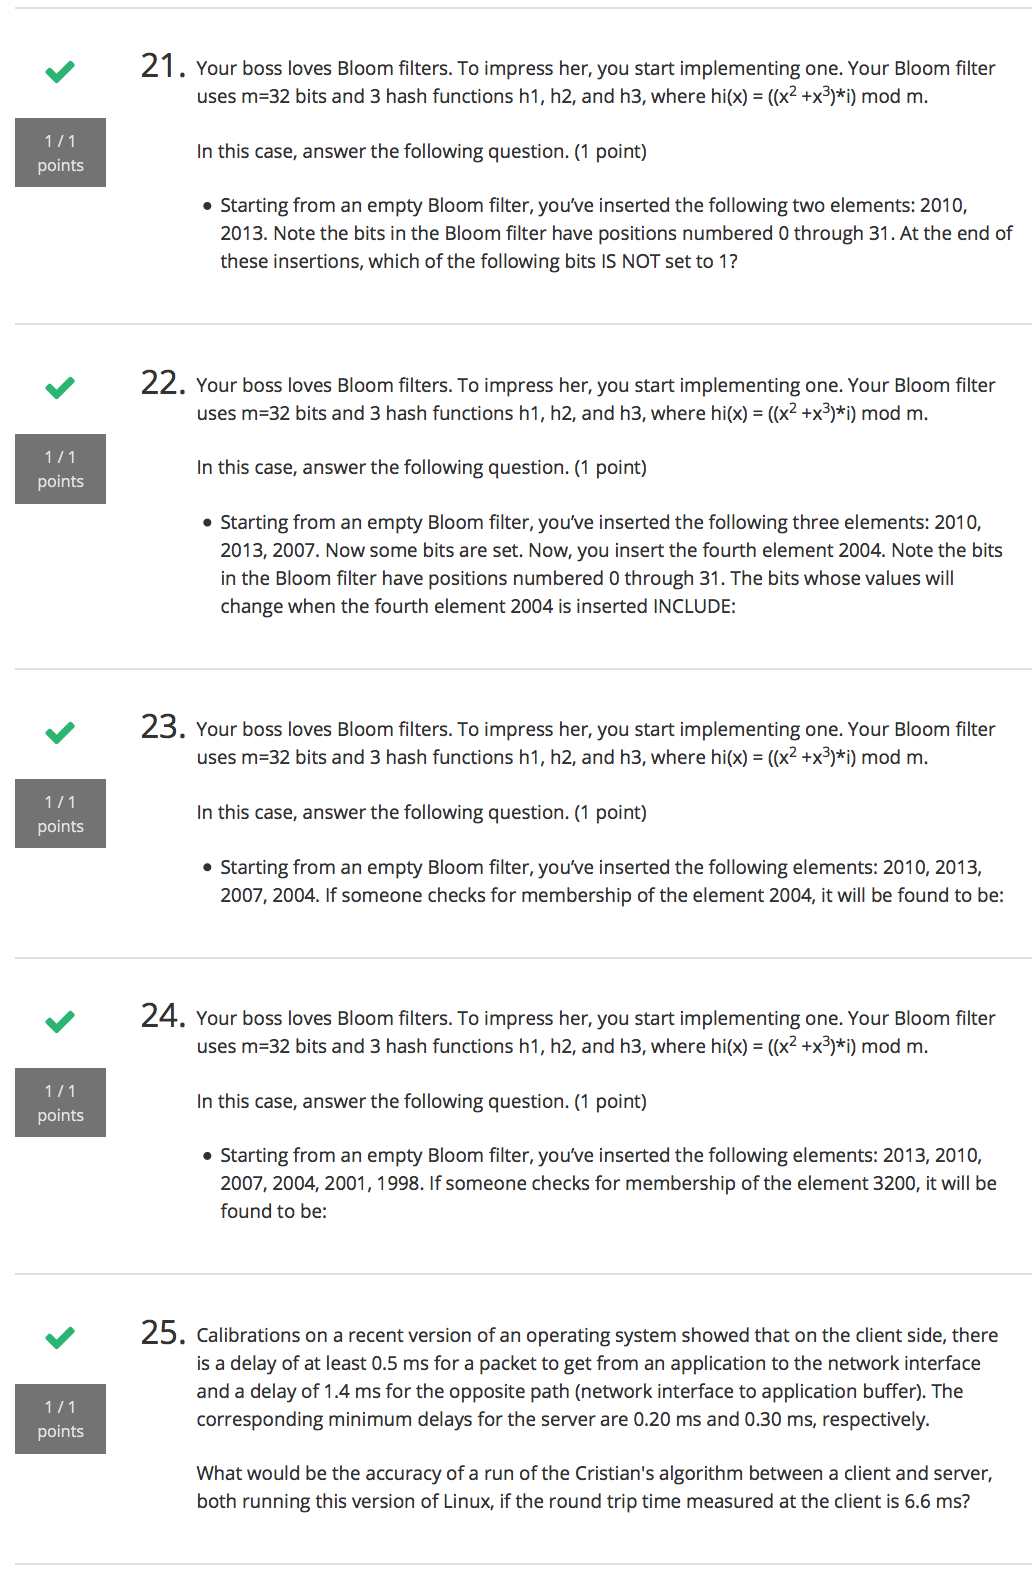 21. Your boss loves Bloom filters. To impress her, you start implementing one. Your Bloom filter
uses m=32 bits and 3 hash functions h1, h2, and h3, where hi(x) = ((x² +x³)*i) mod m.
1 / 1
points
In this case, answer the following question. (1 point)
● Starting from an empty Bloom filter, you’ve inserted the following two elements: 2010,
2013. Note the bits in the Bloom filter have positions numbered 0 through 31. At the end of
these insertions, which of the following bits IS NOT set to 1?
22. Your boss loves Bloom filters. To impress her, you start implementing one. Your Bloom filter
uses m=32 bits and 3 hash functions h1, h2, and h3, where hi(x) = ((x² +x³)*i) mod m.
1 / 1
points
In this case, answer the following question. (1 point)
● Starting from an empty Bloom filter, you’ve inserted the following three elements: 2010,
2013, 2007. Now some bits are set. Now, you insert the fourth element 2004. Note the bits
in the Bloom filter have positions numbered 0 through 31. The bits whose values will
change when the fourth element 2004 is inserted INCLUDE:
23. Your boss loves Bloom filters. To impress her, you start implementing one. Your Bloom filter
uses m=32 bits and 3 hash functions h1, h2, and h3, where hi(x) = ((x² +x³)*i) mod m.
1 / 1
points
In this case, answer the following question. (1 point)
● Starting from an empty Bloom filter, you’ve inserted the following elements: 2010, 2013,
2007, 2004. If someone checks for membership of the element 2004, it will be found to be:
24. Your boss loves Bloom filters. To impress her, you start implementing one. Your Bloom filter
uses m=32 bits and 3 hash functions h1, h2, and h3, where hi(x) = ((x² +x³)*i) mod m.
1 / 1
points
In this case, answer the following question. (1 point)
● Starting from an empty Bloom filter, you’ve inserted the following elements: 2013, 2010,
2007, 2004, 2001, 1998. If someone checks for membership of the element 3200, it will be
found to be:
25. Calibrations on a recent version of an operating system showed that on the client side, there
is a delay of at least 0.5 ms for a packet to get from an application to the network interface
and a delay of 1.4 ms for the opposite path (network interface to application buffer). The
corresponding minimum delays for the server are 0.20 ms and 0.30 ms, respectively.
1 / 1
points
What would be the accuracy of a run of the Cristian's algorithm between a client and server,
both running this version of Linux, if the round trip time measured at the client is 6.6 ms?